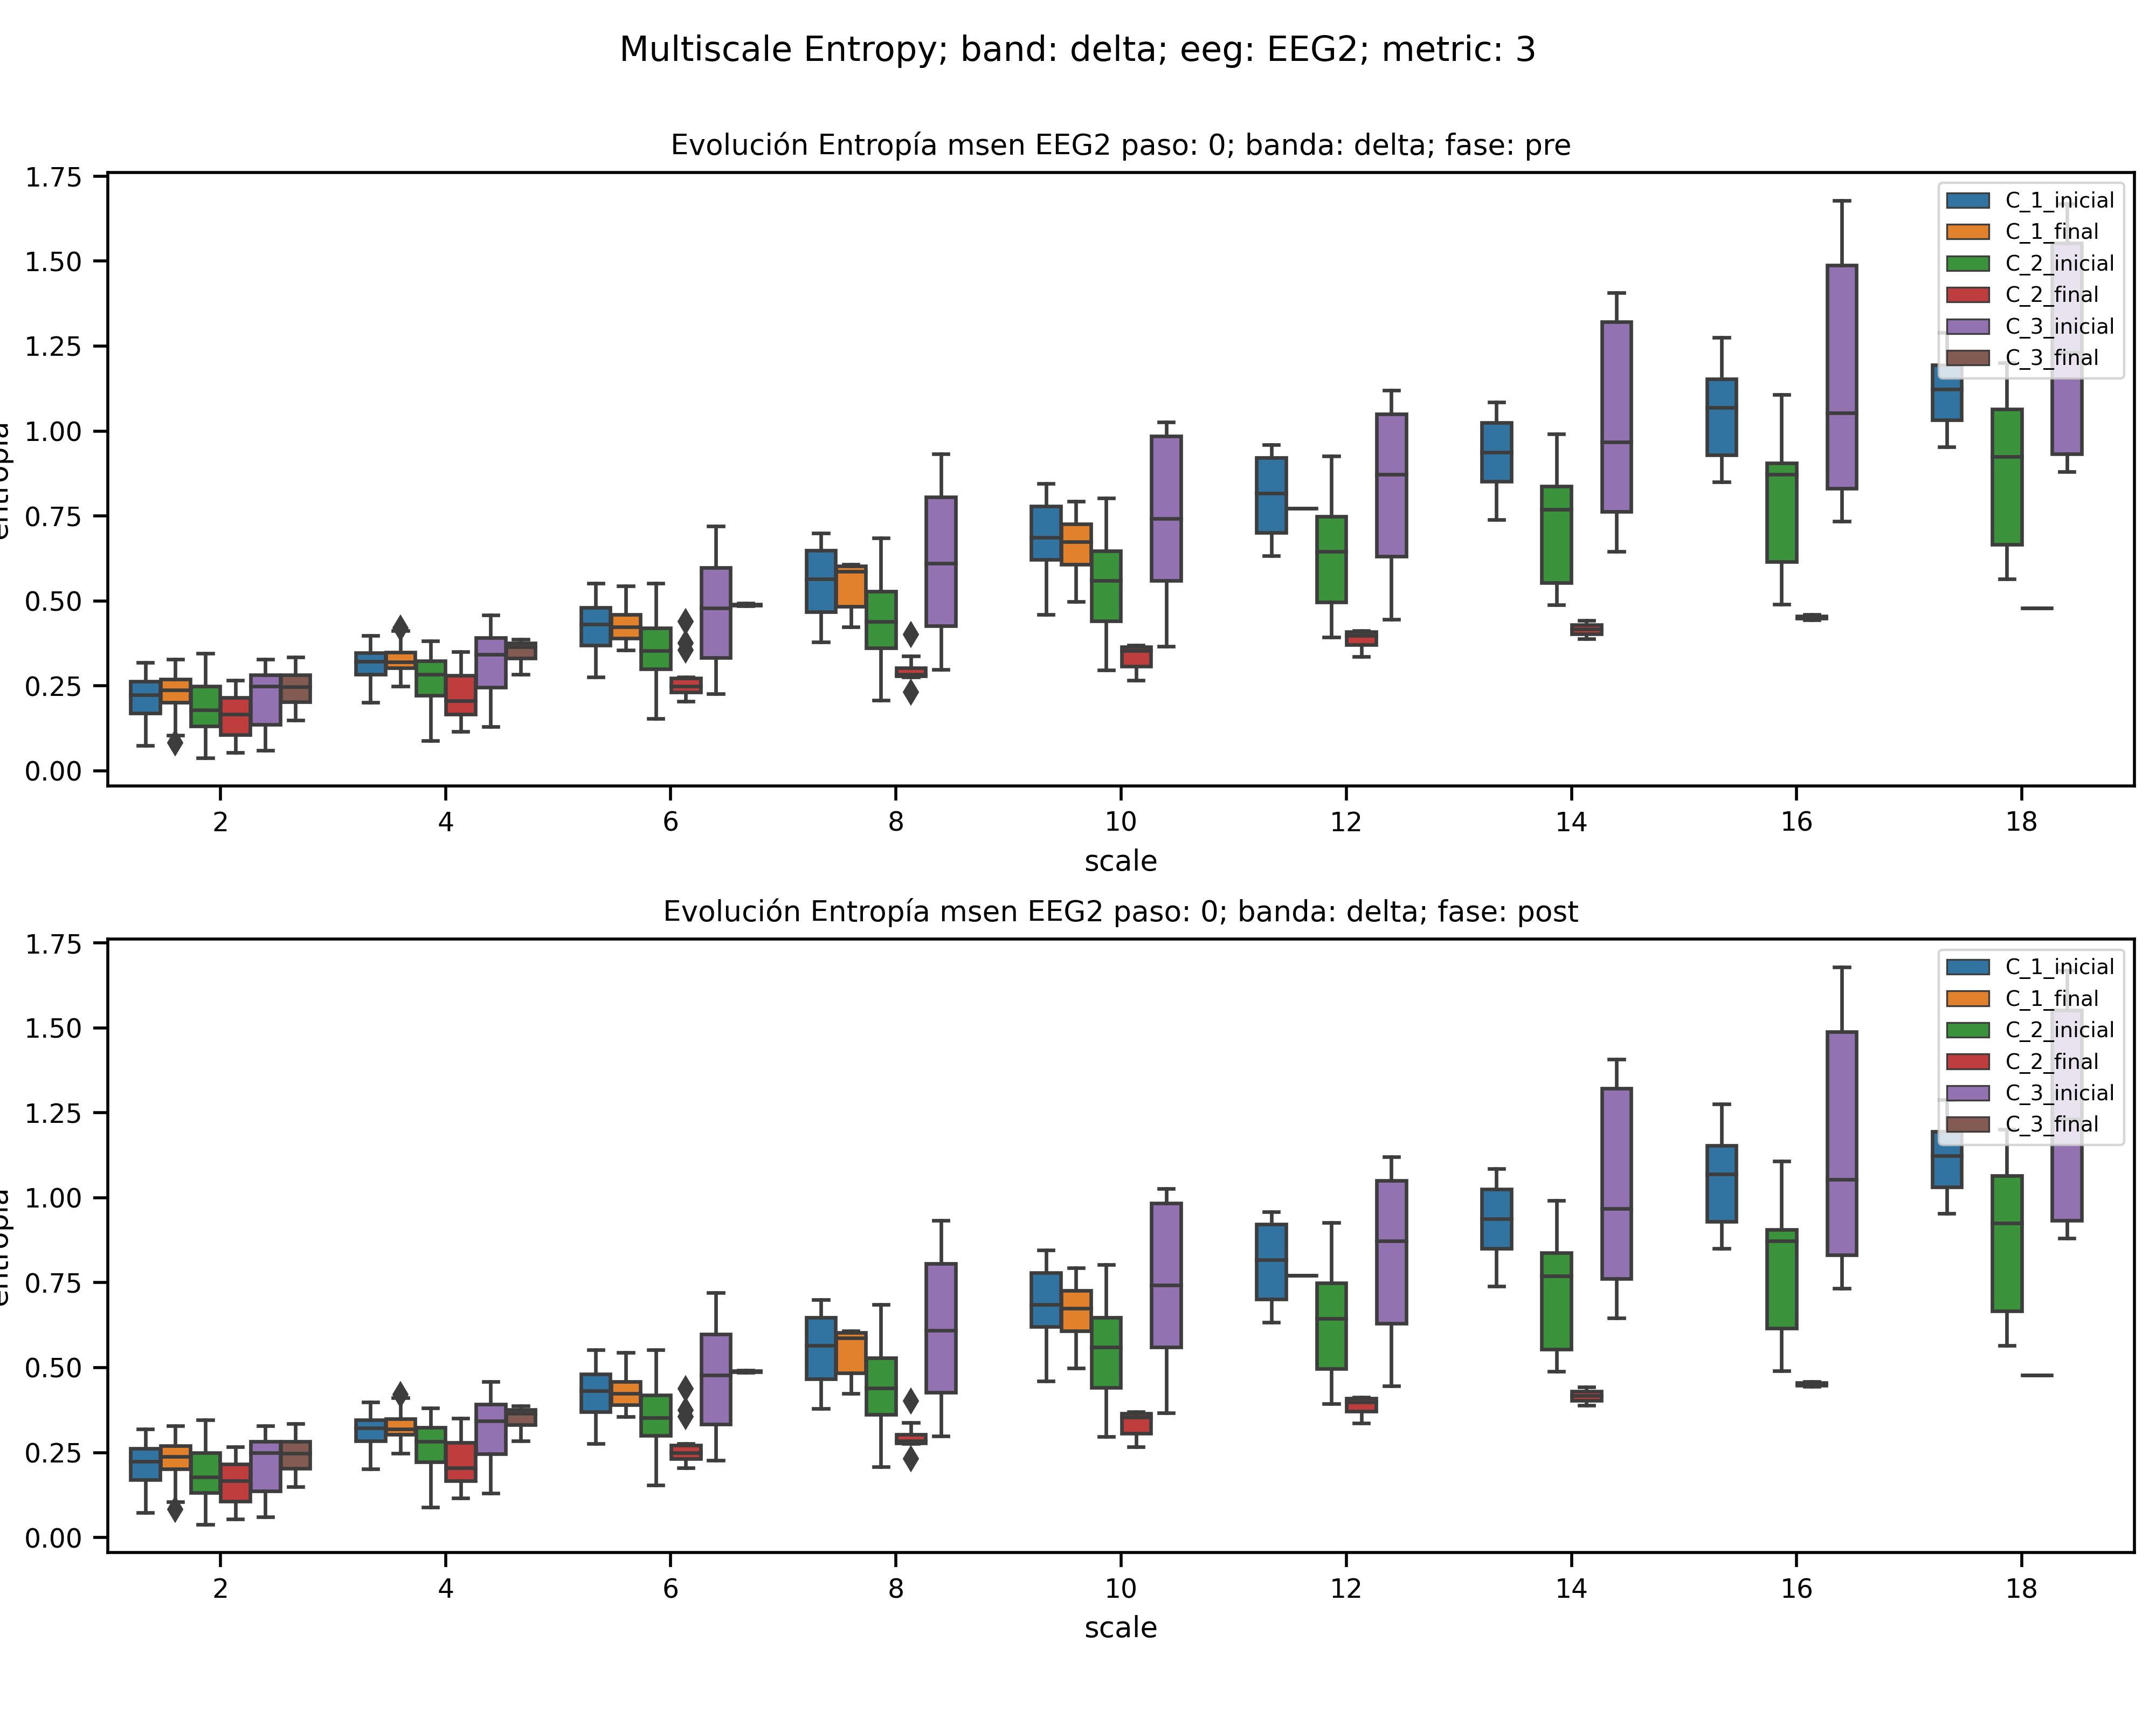 Multiscale Entropy; band: delta; eeg: EEG2; metric: 3
Evolución Entropía msen EEG2 paso: 0; banda: delta; fase: pre
1.75
1.50
1.25
1.00
0.75
0.50
0.25
0.00
entropía
C_1_inicial
C_1_final
C_2_inicial
C_2_final
C_3_inicial
C_3_final
2 4 6 8 10 12 14 16 18
scale
Evolución Entropía msen EEG2 paso: 0; banda: delta; fase: post
1.75
1.50
1.25
1.00
0.75
0.50
0.25
0.00
entropía
C_1_inicial
C_1_final
C_2_inicial
C_2_final
C_3_inicial
C_3_final
2 4 6 8 10 12 14 16 18
scale